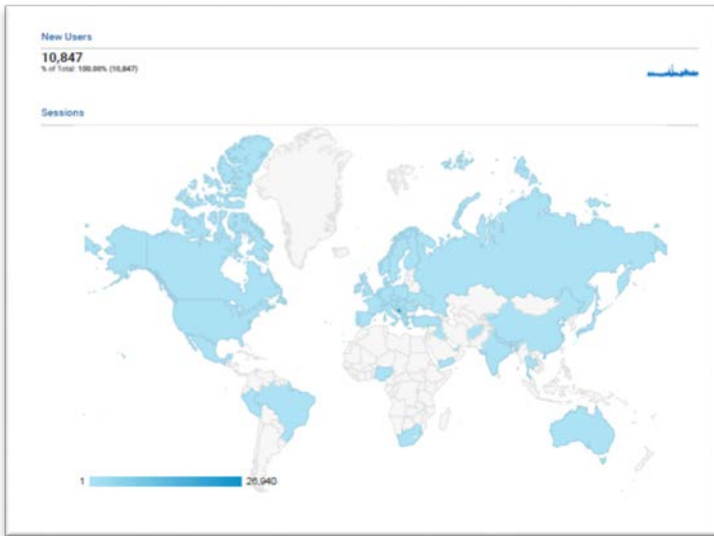 New Users
10,847
% of Total: 100.00% (10,847)
Sessions
1
26,940